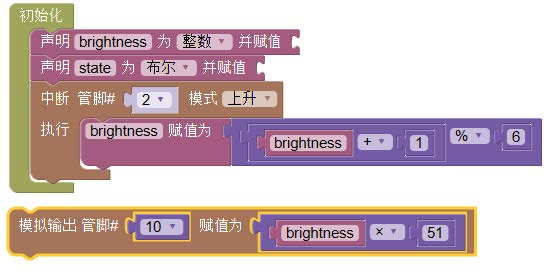 初始化
声明 brightness 为 整数 并赋值
声明 state 为 布尔 并赋值
中断 管脚# 2 模式 上升
执行 brightness 赋值为 brightness + 1 % 6
模拟输出 管脚# 10 赋值为 brightness × 51